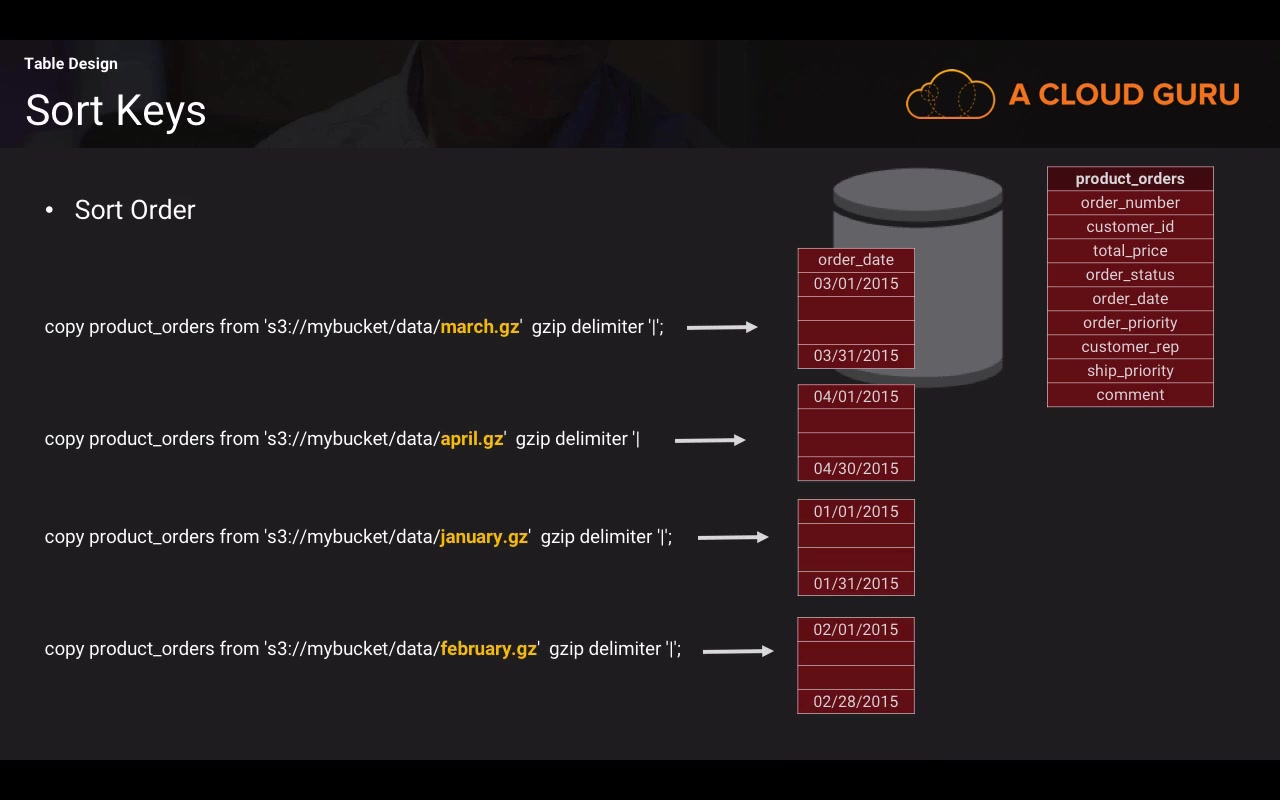 Table Design
Sort Keys
A CLOUD GURU
• Sort Order
copy product_orders from 's3://mybucket/data/march.gz' gzip delimiter '|';
copy product_orders from 's3://mybucket/data/april.gz' gzip delimiter '|
copy product_orders from 's3://mybucket/data/january.gz' gzip delimiter '|';
copy product_orders from 's3://mybucket/data/february.gz' gzip delimiter '|';
order_date
03/01/2015
03/31/2015
04/01/2015
04/30/2015
01/01/2015
01/31/2015
02/01/2015
02/28/2015
product_orders
order_number
customer_id
total_price
order_status
order_date
order_priority
customer_rep
ship_priority
comment